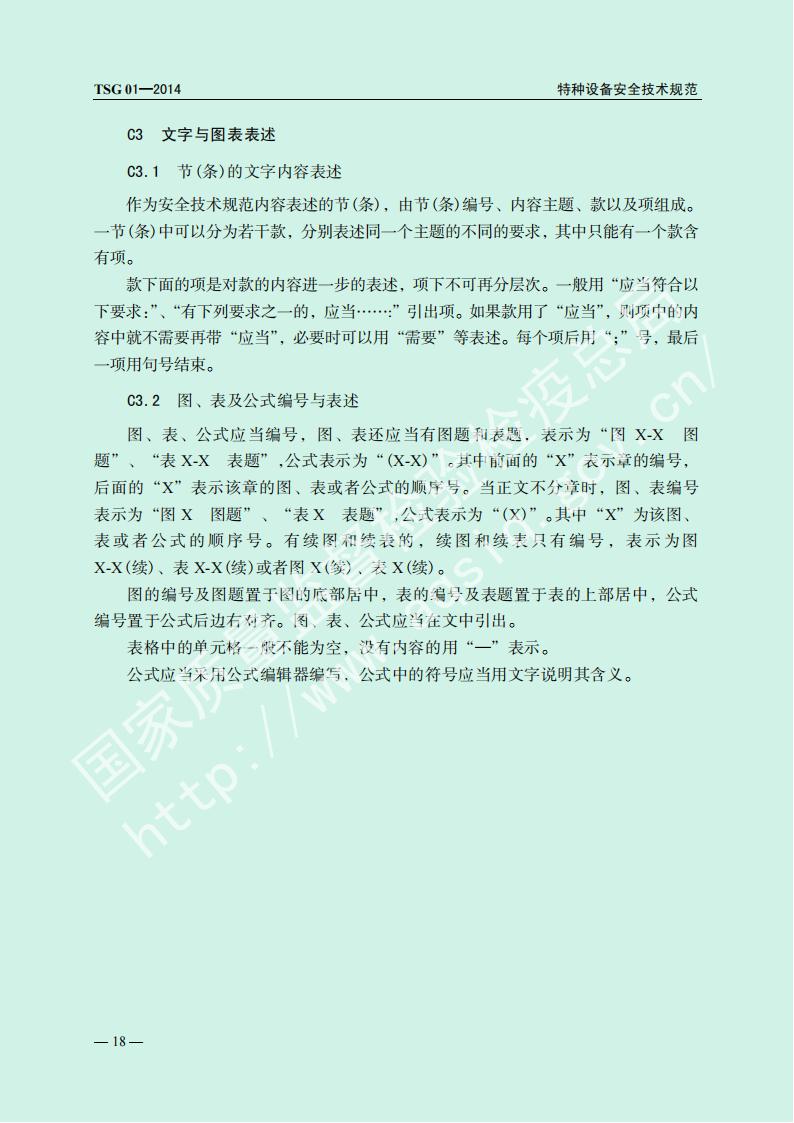 TSG 01—2014 特种设备安全技术规范
C3 文字与图表表述
C3.1 节(条)的文字内容表述
作为安全技术规范内容表述的节(条)，由节(条)编号、内容主题、款以及项组成。
一节(条)中可以分为若干款，分别表述同一个主题的不同的要求，其中只能有一个款含
有项。
款下面的项是对款的内容进一步的表述，项下不可再分层次。一般用“应当符合以
下要求：”、“有下列要求之一的，应当……：”引出项。如果款用了“应当”，则项中的内
容中就不需要再带“应当”，必要时可以用“需要”等表述。每个项后用“；”号，最后
一项用句号结束。
C3.2 图、表及公式编号与表述
图、表、公式应当编号，图、表还应当有图题和表题，表示为“图 X-X 图
题”、“表 X-X 表题”,公式表示为“(X-X)”。其中前面的“X”表示章的编号，
后面的“X”表示该章的图、表或者公式的顺序号。当正文不分章时，图、表编号
表示为“图 X 图题”、“表 X 表题”,公式表示为“(X)”。其中“X”为该图、
表或者公式的顺序号。有续图和续表的，续图和续表只有编号，表示为图
X-X(续)、表 X-X(续)或者图 X(续)、表 X(续)。
图的编号及图题置于图的底部居中，表的编号及表题置于表的上部居中，公式
编号置于公式后边右对齐。图、表、公式应当在文中引出。
表格中的单元格一般不能为空，没有内容的用“—”表示。
公式应当采用公式编辑器编写，公式中的符号应当用文字说明其含义。
国家质量监督检验检疫总局
http://www.aqsiq.gov.cn/
— 18 —